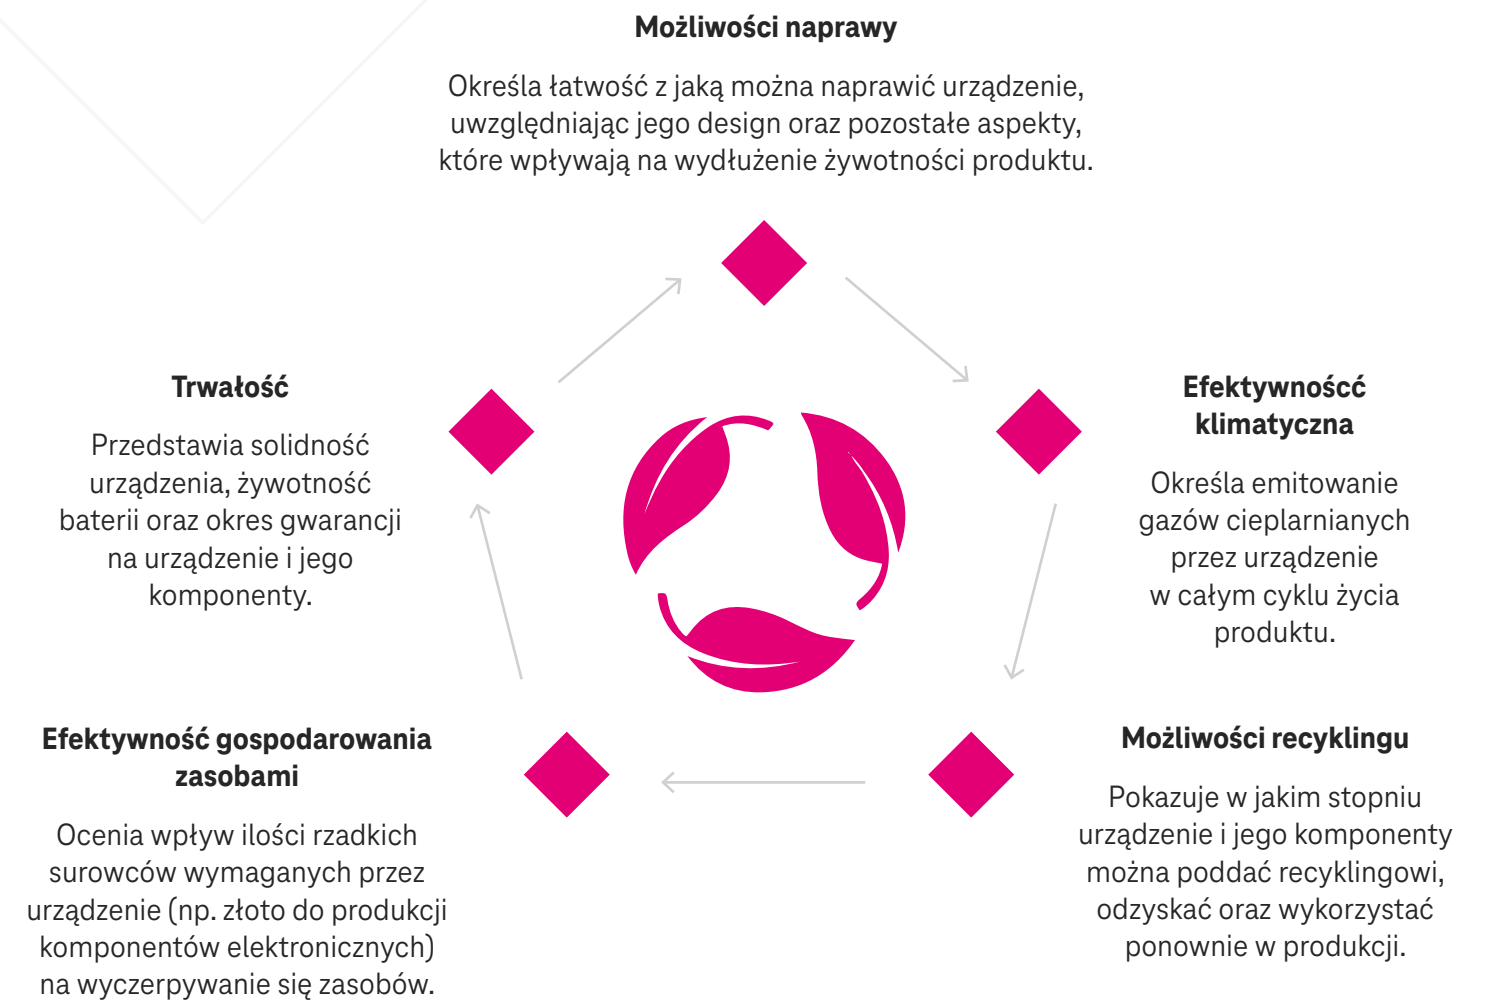 Możliwości naprawy
Określa łatwość z jaką można naprawić urządzenie,
uwzględniając jego design oraz pozostałe aspekty,
które wpływają na wydłużenie żywotności produktu.
Trwałość
Przedstawia solidność
urządzenia, żywotność
baterii oraz okres gwarancji
na urządzenie i jego
komponenty.
Efektywnośćć
klimatyczna
Określa emitowanie
gazów cieplarnianych
przez urządzenie
w całym cyklu życia
produktu.
Efektywność gospodarowania
zasobami
Ocenia wpływ ilości rzadkich
surowców wymaganych przez
urządzenie (np. złoto do produkcji
komponentów elektronicznych)
na wyczerpywanie się zasobów.
Możliwości recyklingu
Pokazuje w jakim stopniu
urządzenie i jego komponenty
można poddać recyklingowi,
odzyskać oraz wykorzystać
ponownie w produkcji.